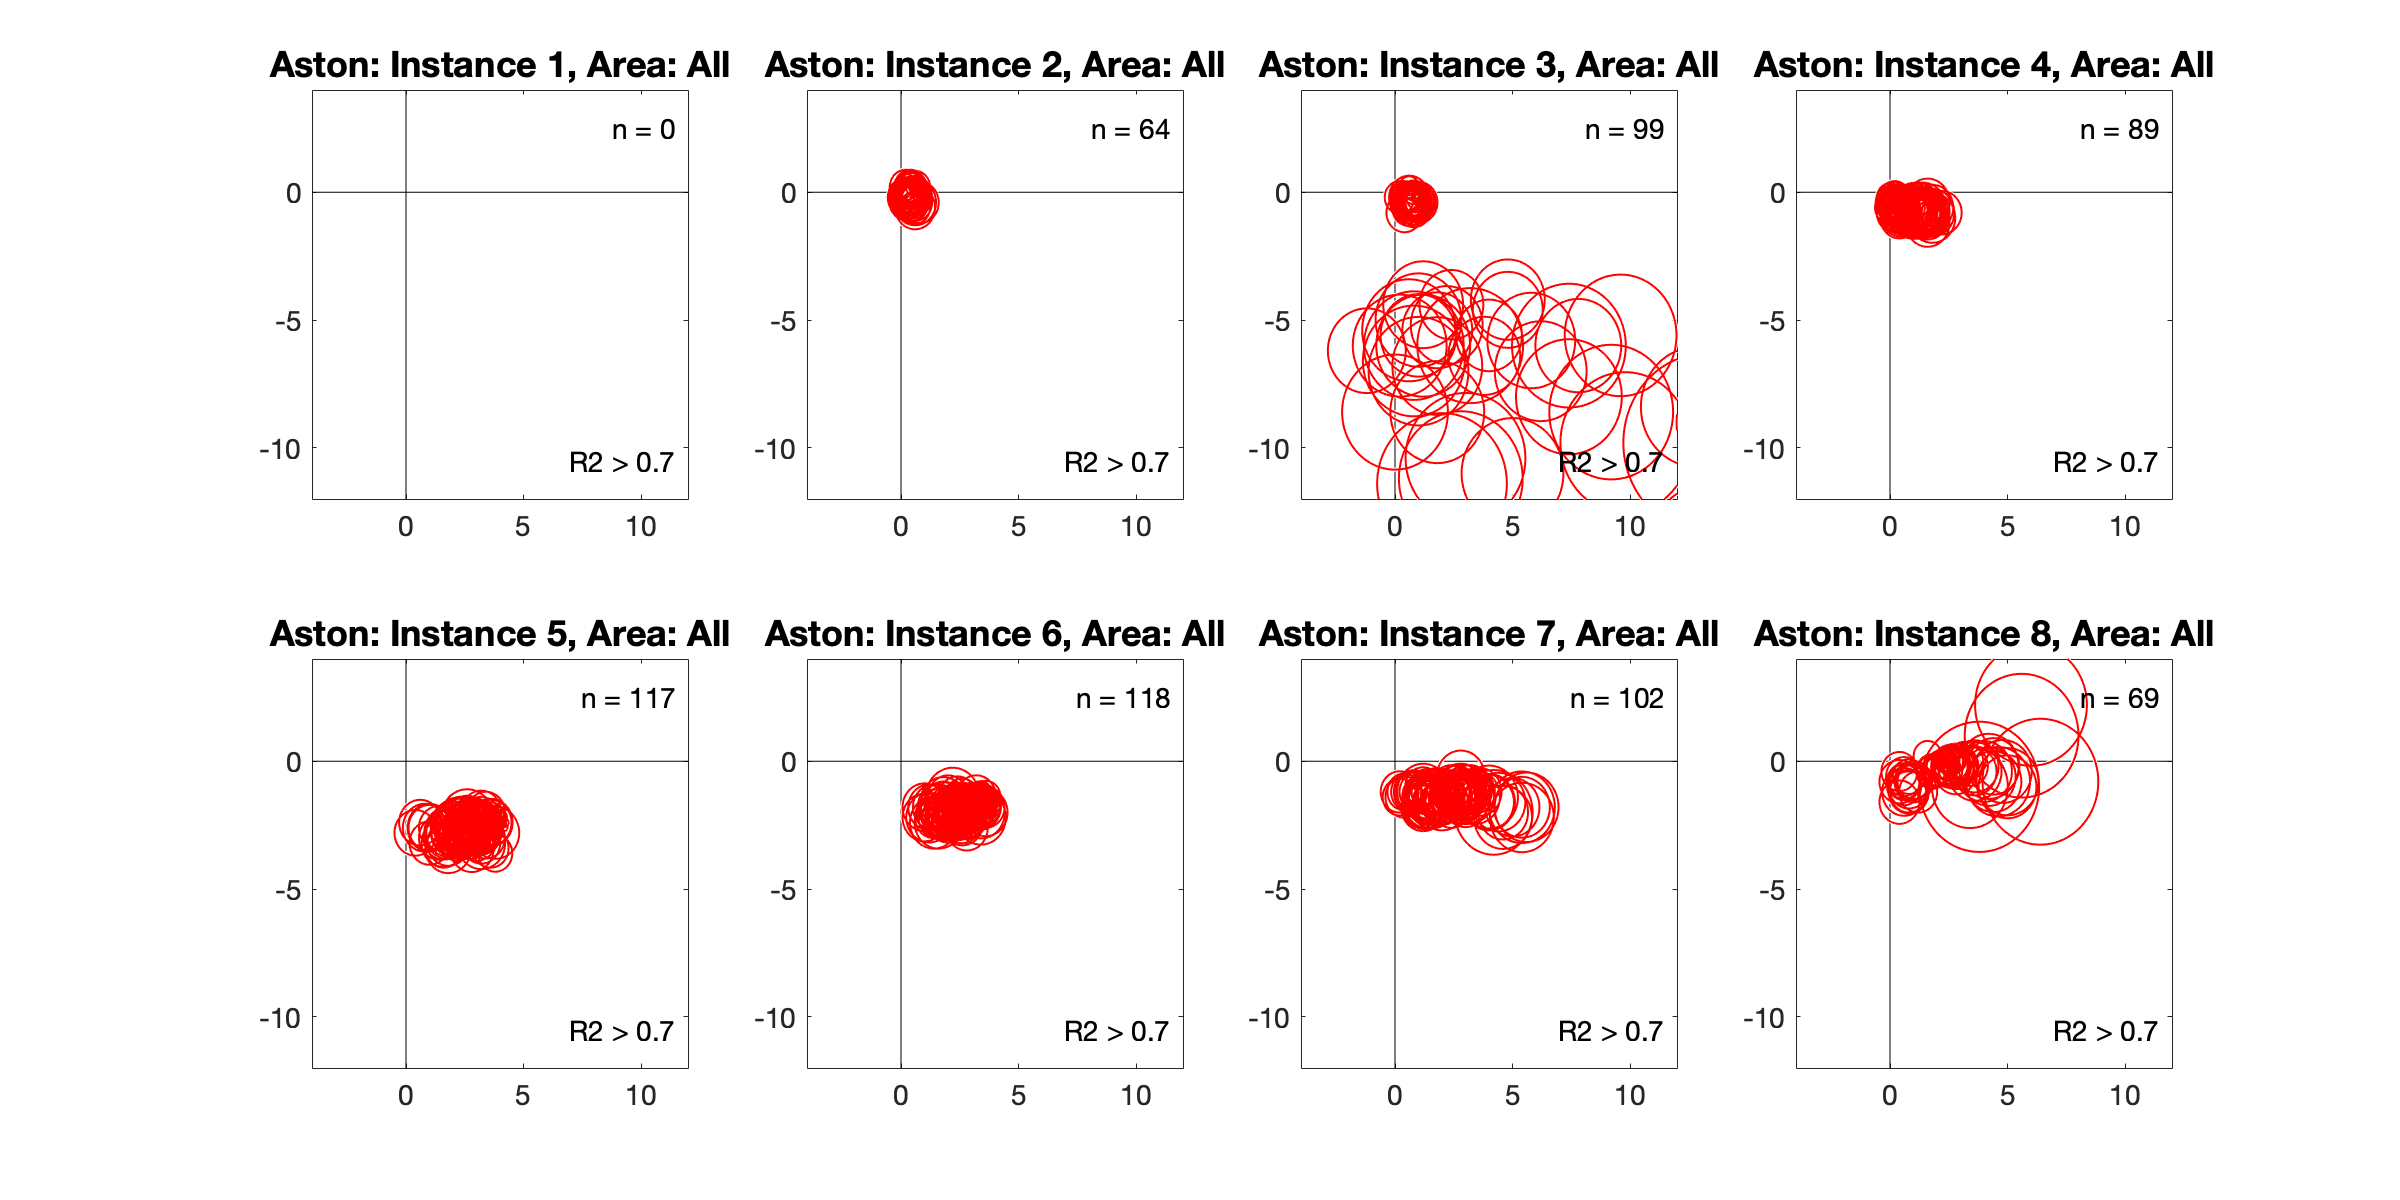 Aston: Instance 1, Area: All
n = 0
0
-5
-10
R2 > 0.7
0 5 10
Aston: Instance 2, Area: All
n = 64
0
-5
-10
R2 > 0.7
0 5 10
Aston: Instance 3, Area: All
n = 99
0
-5
-10
R2 > 0.7
0 5 10
Aston: Instance 4, Area: All
n = 89
0
-5
-10
R2 > 0.7
0 5 10
Aston: Instance 5, Area: All
n = 117
0
-5
-10
R2 > 0.7
0 5 10
Aston: Instance 6, Area: All
n = 118
0
-5
-10
R2 > 0.7
0 5 10
Aston: Instance 7, Area: All
n = 102
0
-5
-10
R2 > 0.7
0 5 10
Aston: Instance 8, Area: All
n = 69
0
-5
-10
R2 > 0.7
0 5 10